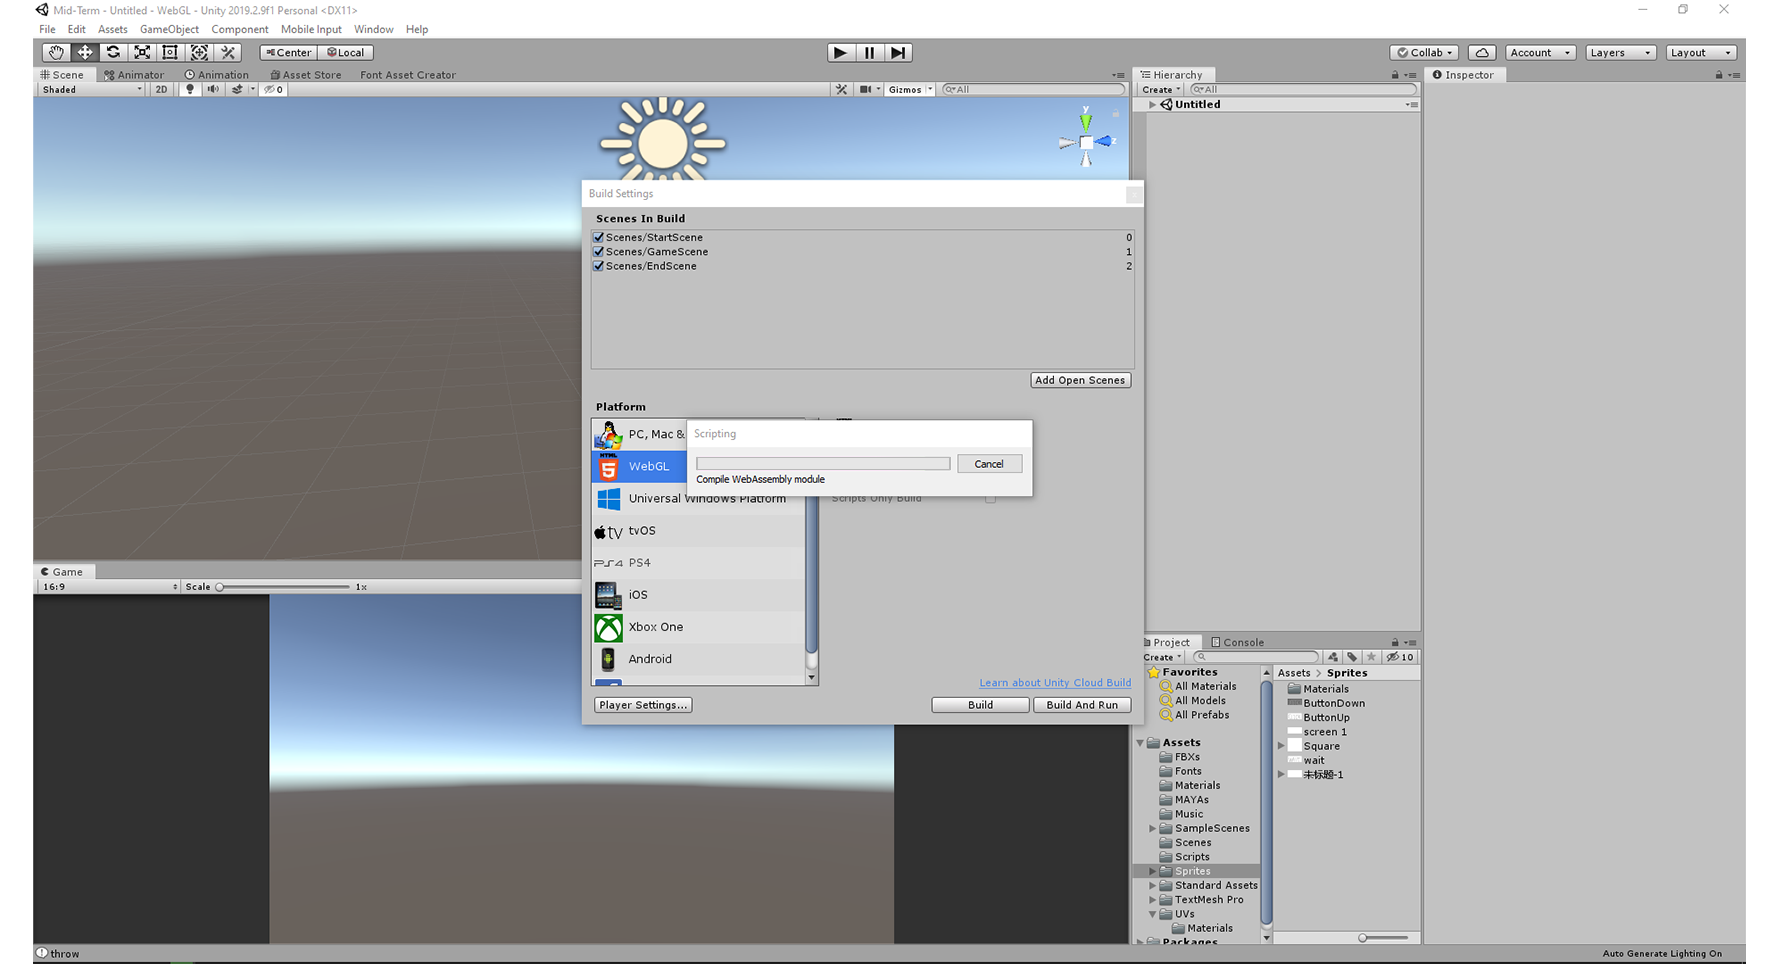 Mid-Term - Untitled - WebGL - Unity 2019.2.9f1 Personal <DX11>
File Edit Assets GameObject Component Mobile Input Window Help
Center Local Collab Account Layers Layout
Scene Animator Animation Asset Store Font Asset Creator
Shaded 2D 0 Gizmos All
y
z
Hierarchy
Create All
Untitled
Inspector
Build Settings
Scenes In Build
Scenes/StartScene 0
Scenes/GameScene 1
Scenes/EndScene 2
Add Open Scenes
Platform
PC, Mac &
HTML
5 WebGL
Universal Windows Platform
tv tvOS
PS4 PS4
iOS
Xbox One
Android
Scripting
Cancel
Compile WebAssembly module
Scripts Only Build
Learn about Unity Cloud Build
Player Settings... Build Build And Run
Game
16:9 Scale 1x
Project Console
Create 10
Favorites
All Materials
All Models
All Prefabs
Assets
FBXs
Fonts
Materials
MAYAs
Music
SampleScenes
Scenes
Scripts
Sprites
Standard Assets
TextMesh Pro
UVs
Materials
Packages
Assets > Sprites
Materials
ButtonDown
ButtonUp
screen 1
Square
wait
未标题-1
throw
Auto Generate Lighting On